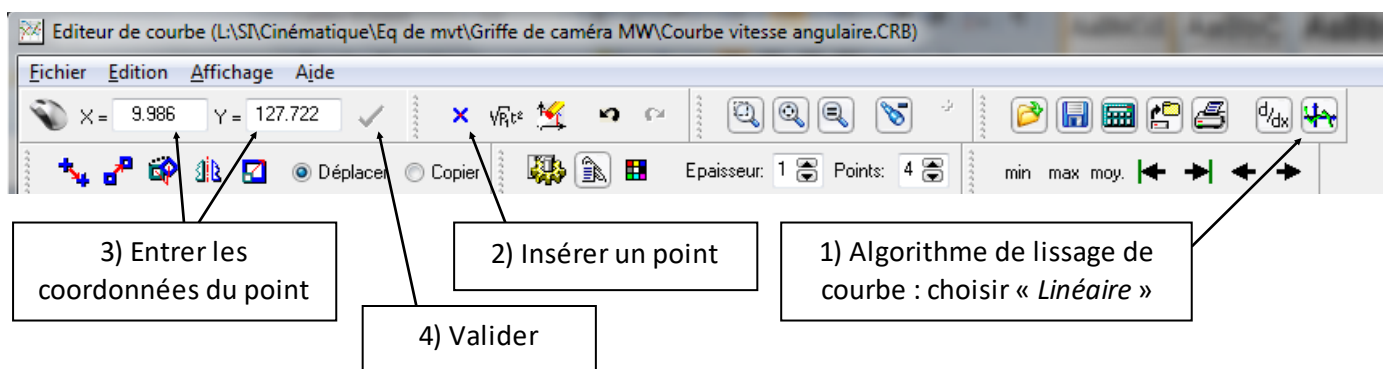 Editeur de courbe (L:\SI\Cinématique\Eq de mvt\Griffe de caméra MW\Courbe vitesse angulaire.CRB)
Fichier Edition Affichage Aide
X = 9.986 Y = 127.722 d/dx
Déplacer Copier Epaisseur: 1 Points: 4 min max moy.
3) Entrer les
coordonnées du point
2) Insérer un point
1) Algorithme de lissage de
courbe : choisir « Linéaire »
4) Valider